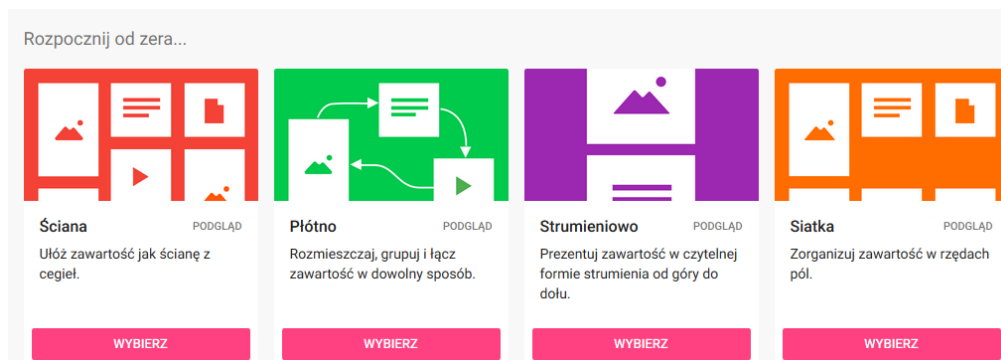 Rozpocznij od zera...
Ściana PODGLĄD
Ułóż zawartość jak ścianę z
cegieł.
WYBIERZ
Płótno PODGLĄD
Rozmieszczaj, grupuj i łącz
zawartość w dowolny sposób.
WYBIERZ
Strumieniowo PODGLĄD
Prezentuj zawartość w czytelnej
formie strumienia od góry do
dołu.
WYBIERZ
Siatka PODGLĄD
Zorganizuj zawartość w rzędach
pól.
WYBIERZ